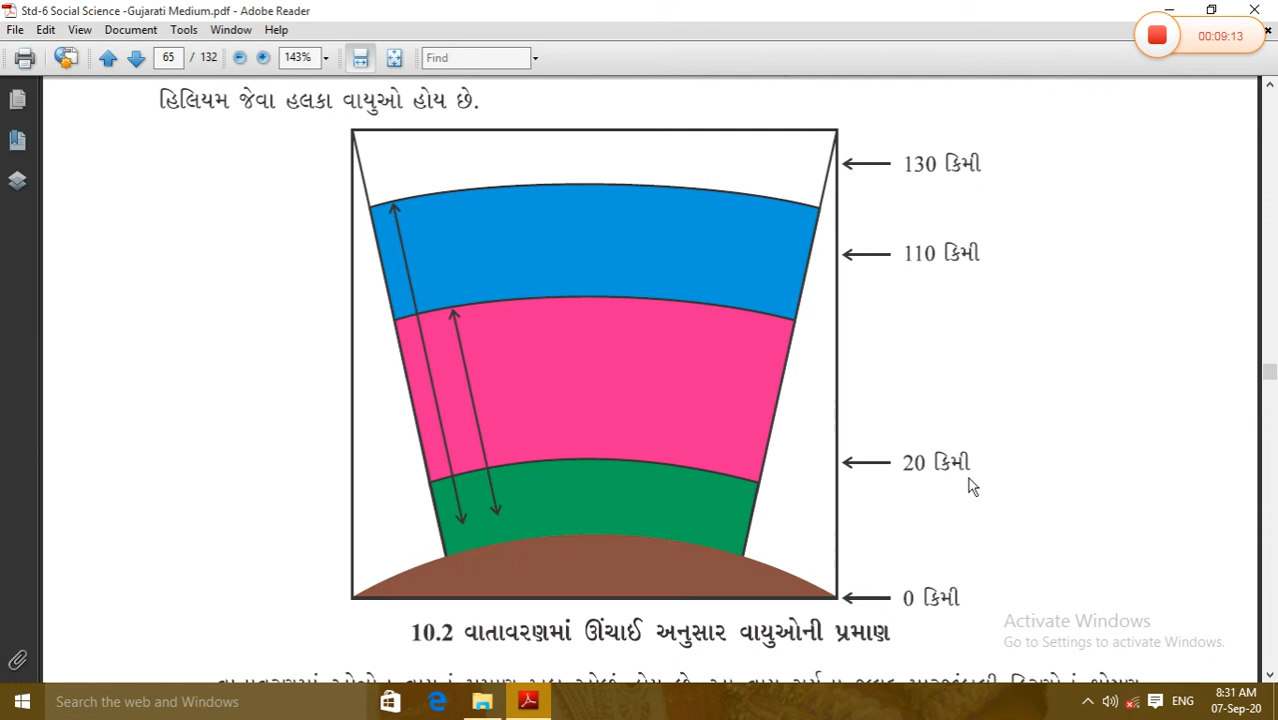 Std-6 Social Science -Gujarati Medium.pdf - Adobe Reader
File Edit View Document Tools Window Help
00:09:13
65 / 132 143% Find
હિલિયમ જેવા હલકા વાયુઓ હોય છે.
130 કિમી
110 કિમી
20 કિમી
0 કિમી
10.2 વાતાવરણમાં ઊંચાઈ અનુસાર વાયુઓની પ્રમાણ
Activate Windows
Go to Settings to activate Windows.
Search the web and Windows
ENG
8:31 AM
07-Sep-20